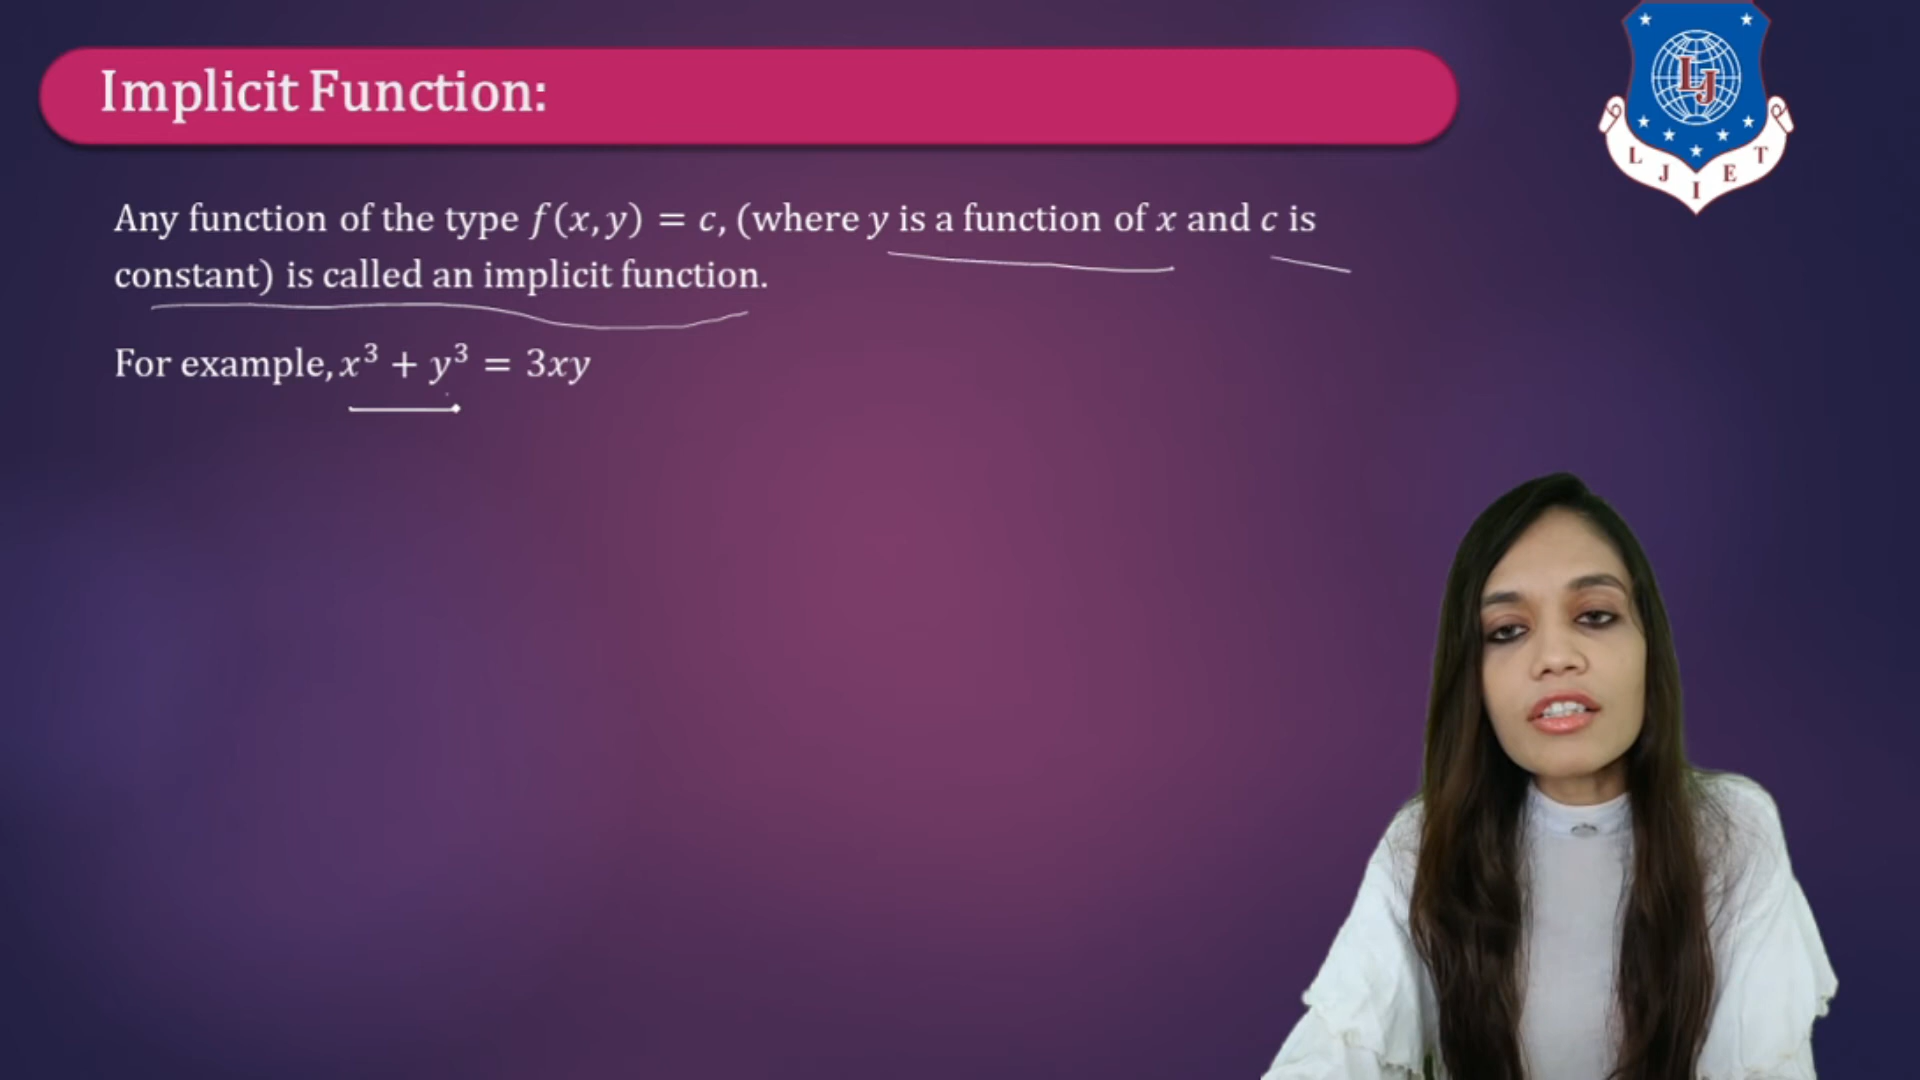 Implicit Function:
Any function of the type f(x, y) = c, (where y is a function of x and c is
constant) is called an implicit function.
For example, x³ + y³ = 3xy
LJ
L J I E T